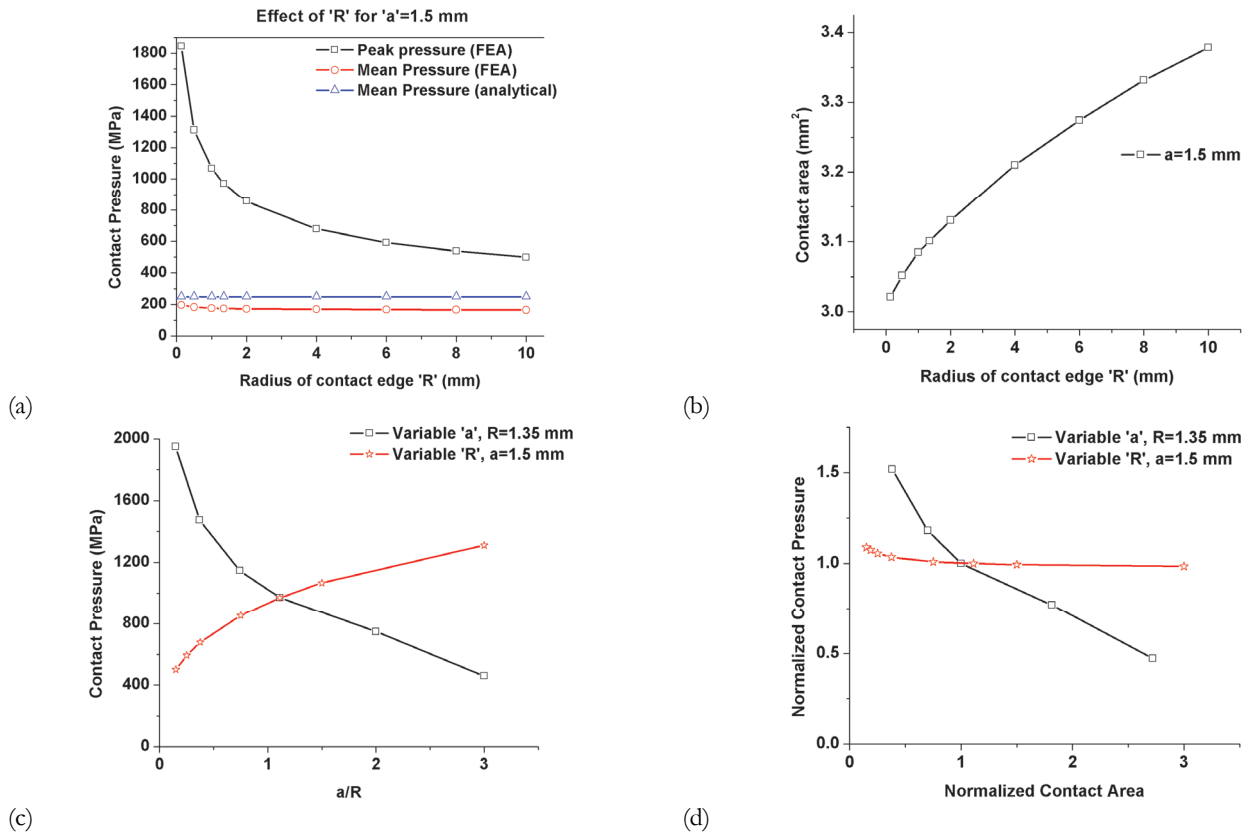 Effect of 'R' for 'a'=1.5 mm
Peak pressure (FEA)
Mean Pressure (FEA)
Mean Pressure (analytical)
Contact Pressure (MPa)
1800
1600
1400
1200
1000
800
600
400
200
0
0 2 4 6 8 10
Radius of contact edge 'R' (mm)
(a)
3.4
3.3
3.2
3.1
3.0
Contact area (mm²)
a=1.5 mm
0 2 4 6 8 10
Radius of contact edge 'R' (mm)
(b)
Variable 'a', R=1.35 mm
Variable 'R', a=1.5 mm
Contact Pressure (MPa)
2000
1600
1200
800
400
0
0 1 2 3
a/R
(c)
Variable 'a', R=1.35 mm
Variable 'R', a=1.5 mm
Normalized Contact Pressure
1.5
1.0
0.5
0.0
0 1 2 3
Normalized Contact Area
(d)